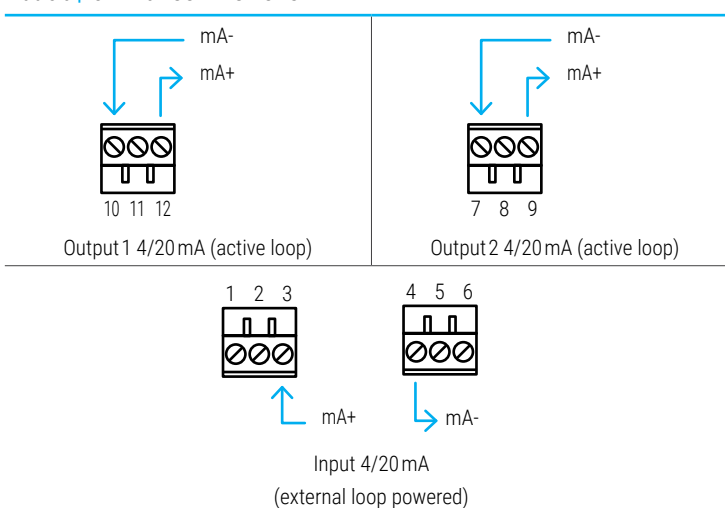 mA-
mA+
10 11 12
Output 1 4/20 mA (active loop)
mA-
mA+
7 8 9
Output 2 4/20 mA (active loop)
1 2 3
4 5 6
mA+
mA-
Input 4/20 mA
(external loop powered)